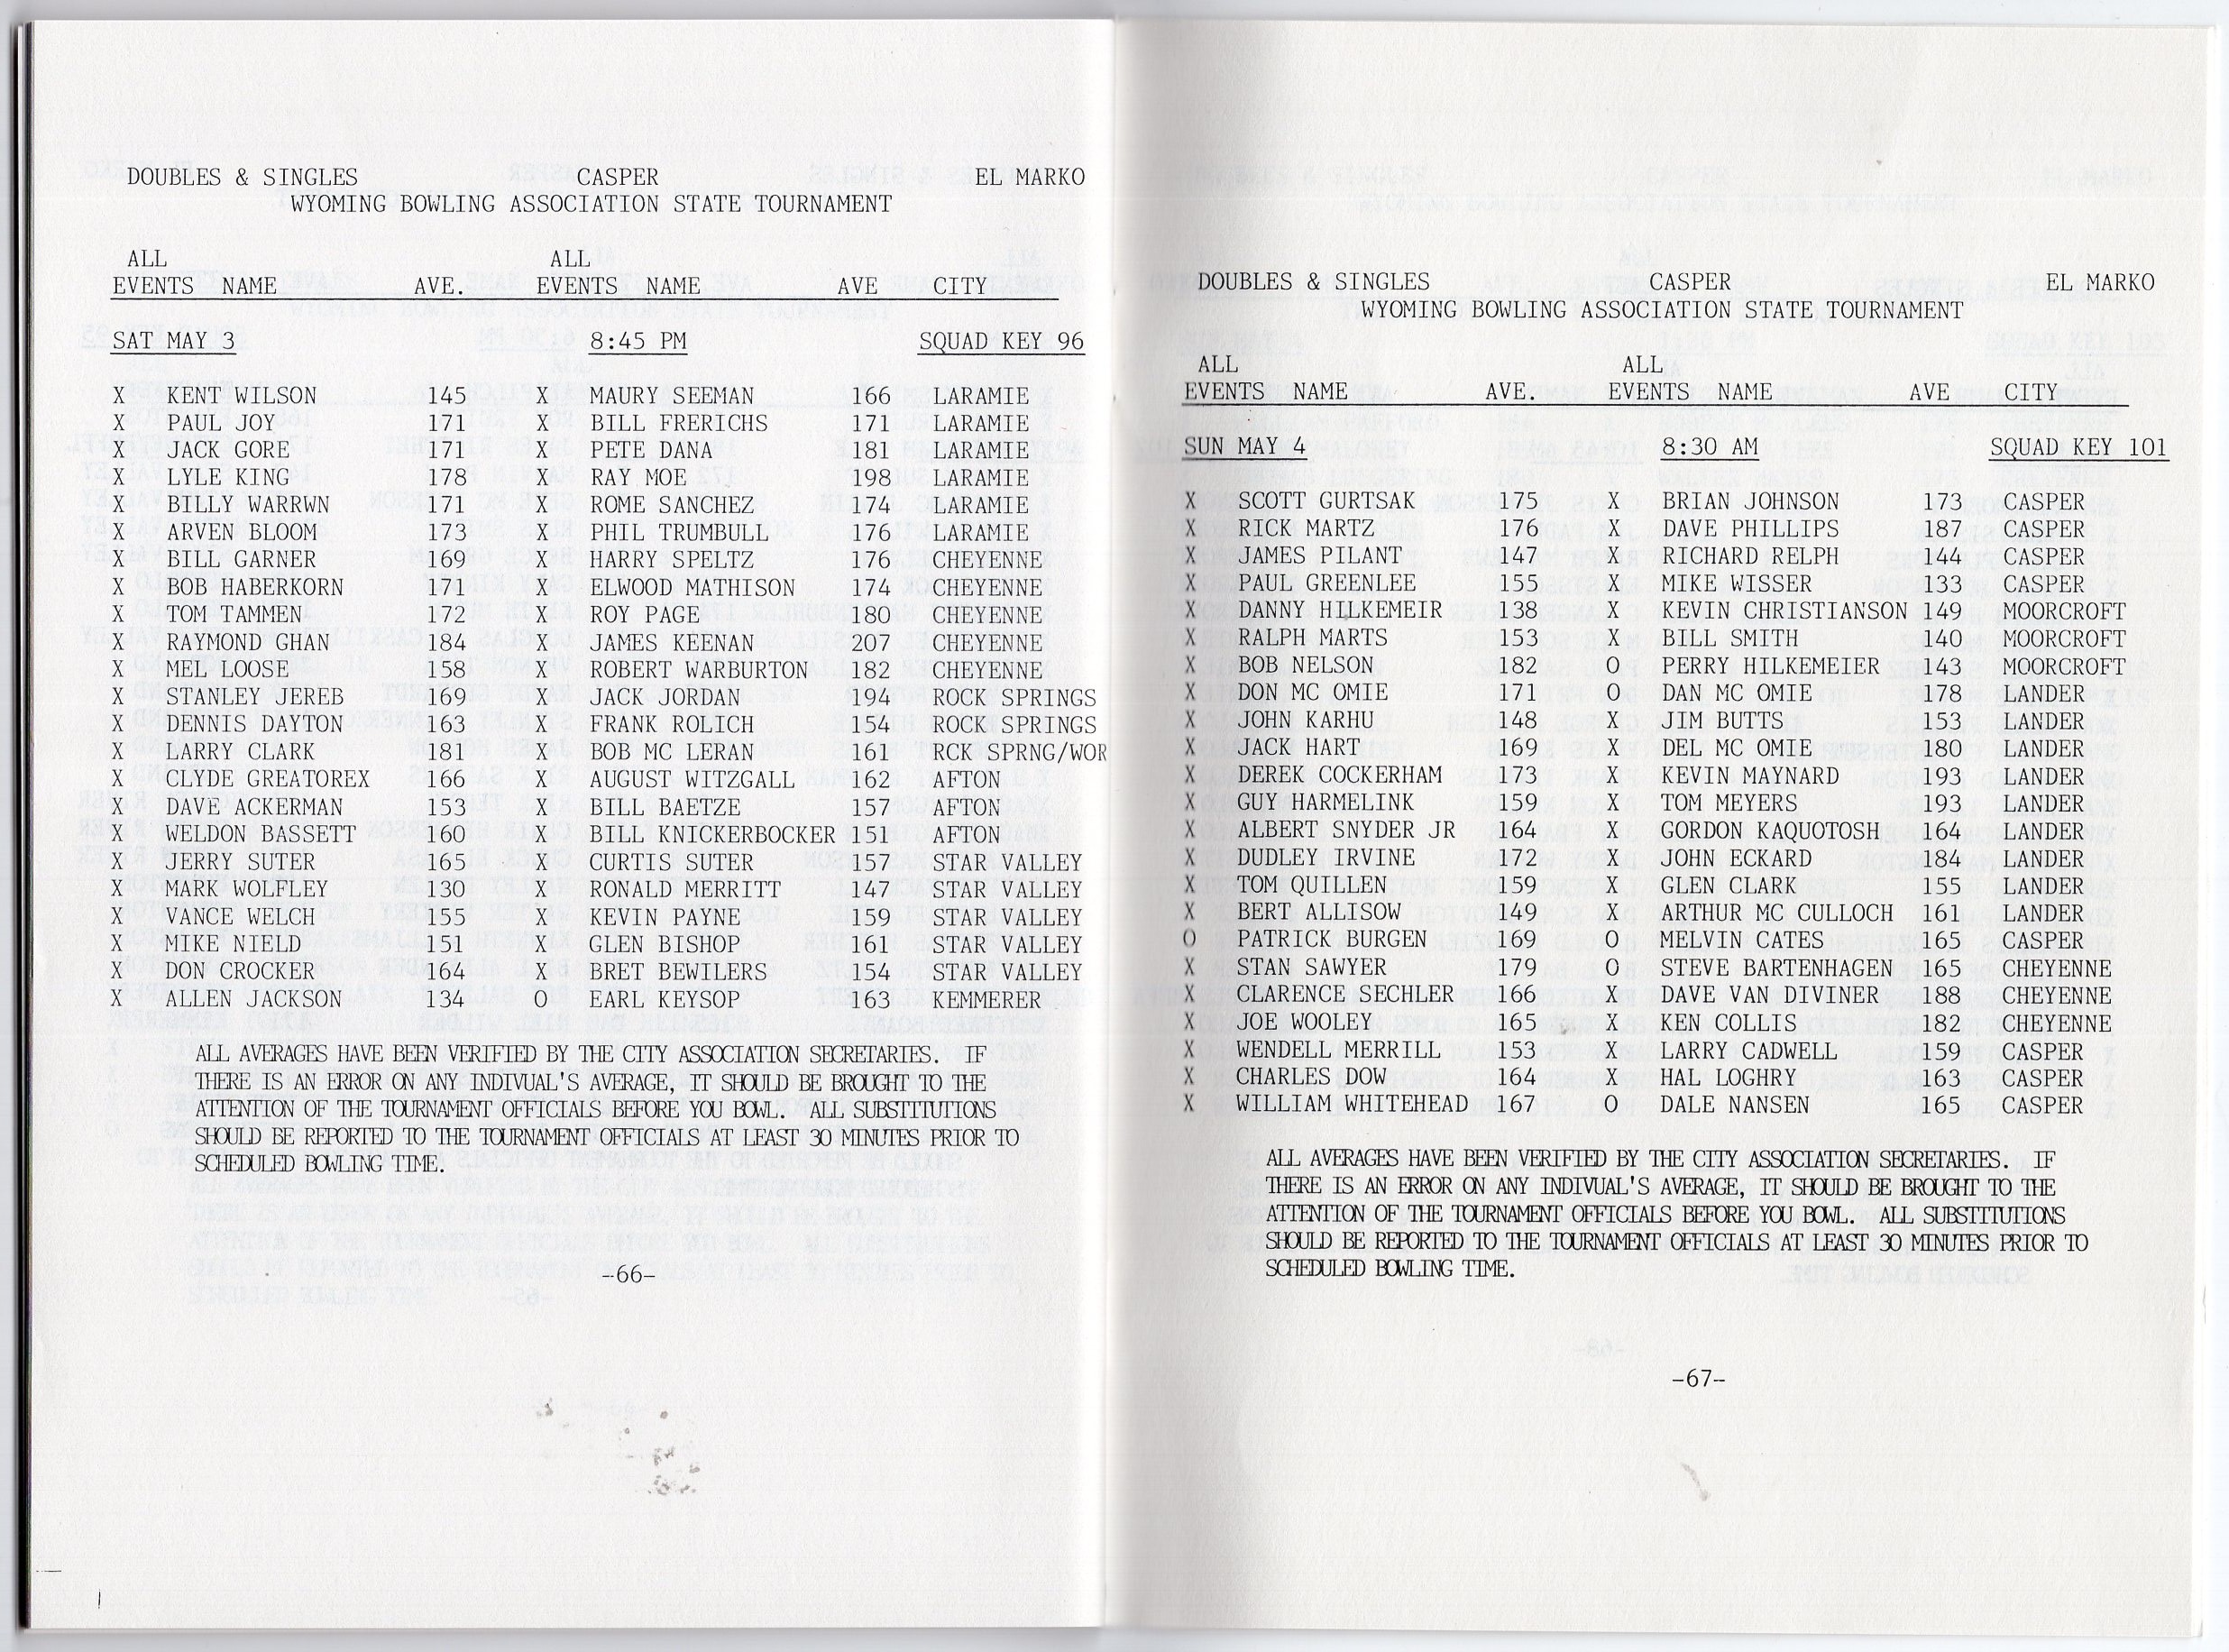 DOUBLES & SINGLES CASPER EL MARKO
WYOMING BOWLING ASSOCIATION STATE TOURNAMENT
ALL ALL
EVENTS NAME AVE. EVENTS NAME AVE CITY
SAT MAY 3 8:45 PM SQUAD KEY 96
X KENT WILSON 145 X MAURY SEEMAN 166 LARAMIE
X PAUL JOY 171 X BILL FRERICHS 171 LARAMIE
X JACK GORE 171 X PETE DANA 181 LARAMIE
X LYLE KING 178 X RAY MOE 198 LARAMIE
X BILLY WARRWN 171 X ROME SANCHEZ 174 LARAMIE
X ARVEN BLOOM 173 X PHIL TRUMBULL 176 LARAMIE
X BILL GARNER 169 X HARRY SPELTZ 176 CHEYENNE
X BOB HABERKORN 171 X ELWOOD MATHISON 174 CHEYENNE
X TOM TAMMEN 172 X ROY PAGE 180 CHEYENNE
X RAYMOND GHAN 184 X JAMES KEENAN 207 CHEYENNE
X MEL LOOSE 158 X ROBERT WARBURTON 182 CHEYENNE
X STANLEY JEREB 169 X JACK JORDAN 194 ROCK SPRINGS
X DENNIS DAYTON 163 X FRANK ROLICH 154 ROCK SPRINGS
X LARRY CLARK 181 X BOB MC LERAN 161 RCK SPRNG/WOR
X CLYDE GREATOREX 166 X AUGUST WITZGALL 162 AFTON
X DAVE ACKERMAN 153 X BILL BAETZE 157 AFTON
X WELDON BASSETT 160 X BILL KNICKERBOCKER 151 AFTON
X JERRY SUTER 165 X CURTIS SUTER 157 STAR VALLEY
X MARK WOLFLEY 130 X RONALD MERRITT 147 STAR VALLEY
X VANCE WELCH 155 X KEVIN PAYNE 159 STAR VALLEY
X MIKE NIELD 151 X GLEN BISHOP 161 STAR VALLEY
X DON CROCKER 164 X BRET BEWILERS 154 STAR VALLEY
X ALLEN JACKSON 134 O EARL KEYSOP 163 KEMMERER
ALL AVERAGES HAVE BEEN VERIFIED BY THE CITY ASSOCIATION SECRETARIES. IF
THERE IS AN ERROR ON ANY INDIVUAL'S AVERAGE, IT SHOULD BE BROUGHT TO THE
ATTENTION OF THE TOURNAMENT OFFICIALS BEFORE YOU BOWL. ALL SUBSTITUTIONS
SHOULD BE REPORTED TO THE TOURNAMENT OFFICIALS AT LEAST 30 MINUTES PRIOR TO
SCHEDULED BOWLING TIME.
-66-
DOUBLES & SINGLES CASPER EL MARKO
WYOMING BOWLING ASSOCIATION STATE TOURNAMENT
ALL ALL
EVENTS NAME AVE. EVENTS NAME AVE CITY
SUN MAY 4 8:30 AM SQUAD KEY 101
X SCOTT GURTSAK 175 X BRIAN JOHNSON 173 CASPER
X RICK MARTZ 176 X DAVE PHILLIPS 187 CASPER
X JAMES PILANT 147 X RICHARD RELPH 144 CASPER
X PAUL GREENLEE 155 X MIKE WISSER 133 CASPER
X DANNY HILKEMEIR 138 X KEVIN CHRISTIANSON 149 MOORCROFT
X RALPH MARTS 153 X BILL SMITH 140 MOORCROFT
X BOB NELSON 182 O PERRY HILKEMEIER 143 MOORCROFT
X DON MC OMIE 171 O DAN MC OMIE 178 LANDER
X JOHN KARHU 148 X JIM BUTTS 153 LANDER
X JACK HART 169 X DEL MC OMIE 180 LANDER
X DEREK COCKERHAM 173 X KEVIN MAYNARD 193 LANDER
X GUY HARMELINK 159 X TOM MEYERS 193 LANDER
X ALBERT SNYDER JR 164 X GORDON KAQUOTOSH 164 LANDER
X DUDLEY IRVINE 172 X JOHN ECKARD 184 LANDER
X TOM QUILLEN 159 X GLEN CLARK 155 LANDER
X BERT ALLISOW 149 X ARTHUR MC CULLOCH 161 LANDER
O PATRICK BURGEN 169 O MELVIN CATES 165 CASPER
X STAN SAWYER 179 O STEVE BARTENHAGEN 165 CHEYENNE
X CLARENCE SECHLER 166 X DAVE VAN DIVINER 188 CHEYENNE
X JOE WOOLEY 165 X KEN COLLIS 182 CHEYENNE
X WENDELL MERRILL 153 X LARRY CADWELL 159 CASPER
X CHARLES DOW 164 X HAL LOGHRY 163 CASPER
X WILLIAM WHITEHEAD 167 O DALE NANSEN 165 CASPER
ALL AVERAGES HAVE BEEN VERIFIED BY THE CITY ASSOCIATION SECRETARIES. IF
THERE IS AN ERROR ON ANY INDIVUAL'S AVERAGE, IT SHOULD BE BROUGHT TO THE
ATTENTION OF THE TOURNAMENT OFFICIALS BEFORE YOU BOWL. ALL SUBSTITUTIONS
SHOULD BE REPORTED TO THE TOURNAMENT OFFICIALS AT LEAST 30 MINUTES PRIOR TO
SCHEDULED BOWLING TIME.
-67-